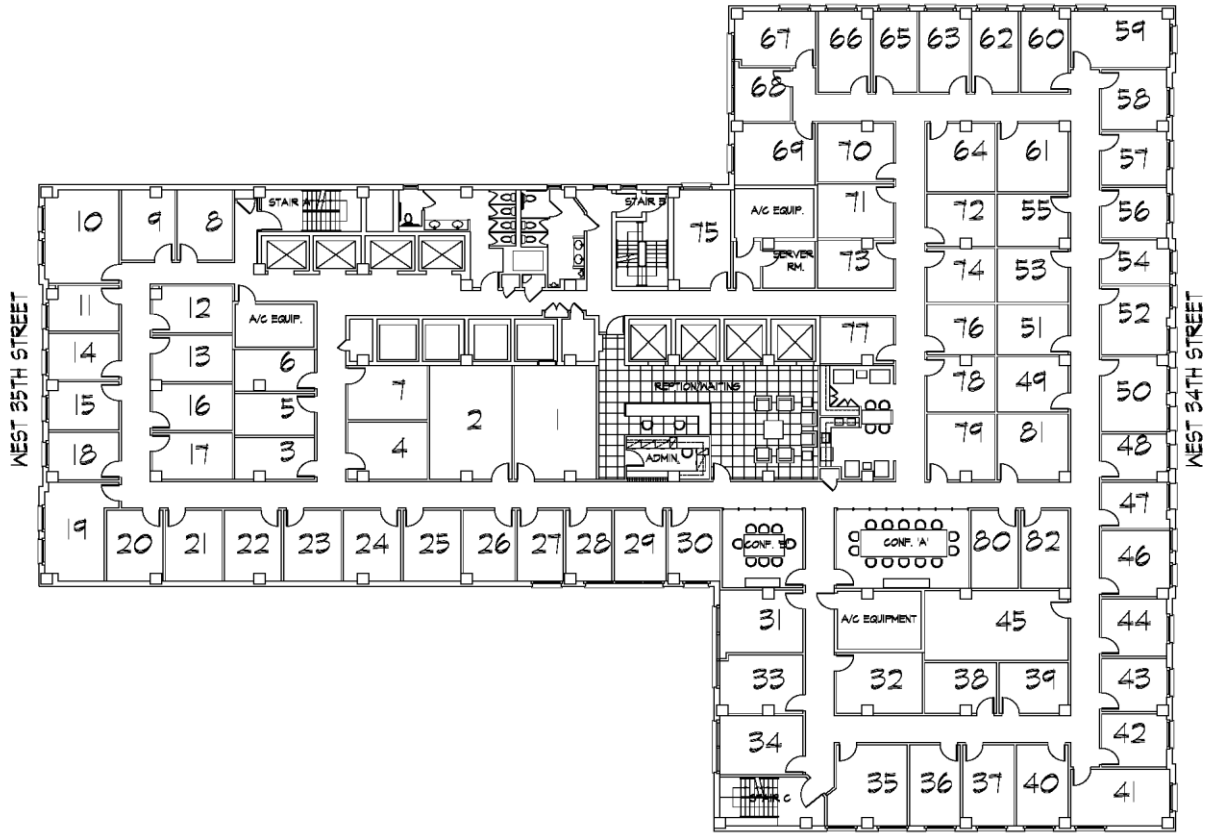 67 66 65 63 62 60 59
68
58
69 70 64 61 57
10 9 8 STAIR A STAIR B 75 A/C EQUIP. 71 72 55 56
SERVER RM. 73 74 53 54
11 12 A/C EQUIP. 52
14 13 6 77 76 51
15 16 5 7 2 1 REPTION/WAITING 78 49 50
18 17 3 4 ADMIN. 79 81 48
19 20 21 22 23 24 25 26 27 28 29 30 CONF. 'B' CONF. 'A' 80 82 47
46
31 A/C EQUIPMENT 45 44
33 32 38 39 43
34 42
STAIR C 35 36 37 40 41
WEST 35TH STREET
WEST 34TH STREET